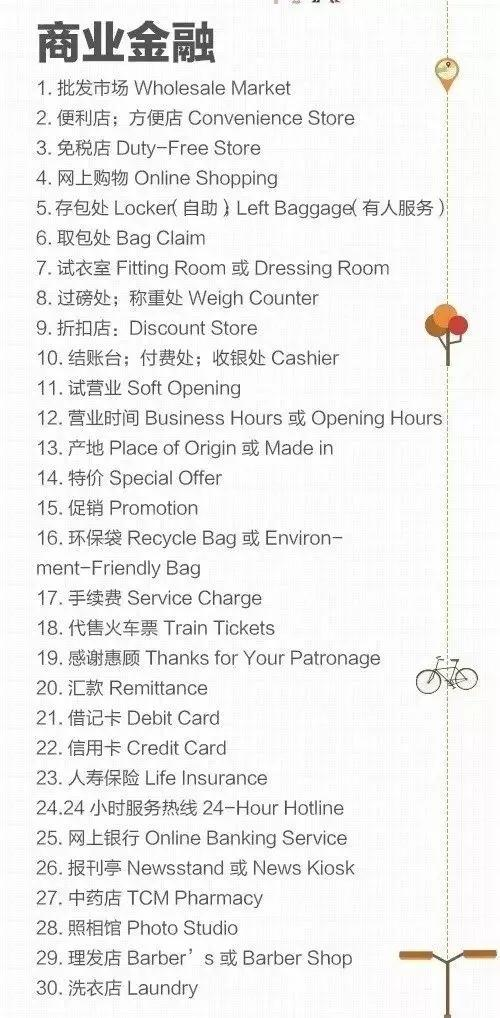 商业金融
1. 批发市场 Wholesale Market
2. 便利店；方便店 Convenience Store
3. 免税店 Duty-Free Store
4. 网上购物 Online Shopping
5. 存包处 Locker（自助）；Left Baggage（有人服务）
6. 取包处 Bag Claim
7. 试衣室 Fitting Room 或 Dressing Room
8. 过磅处；称重处 Weigh Counter
9. 折扣店：Discount Store
10. 结账台；付费处；收银处 Cashier
11. 试营业 Soft Opening
12. 营业时间 Business Hours 或 Opening Hours
13. 产地 Place of Origin 或 Made in
14. 特价 Special Offer
15. 促销 Promotion
16. 环保袋 Recycle Bag 或 Environ-
ment-Friendly Bag
17. 手续费 Service Charge
18. 代售火车票 Train Tickets
19. 感谢惠顾 Thanks for Your Patronage
20. 汇款 Remittance
21. 借记卡 Debit Card
22. 信用卡 Credit Card
23. 人寿保险 Life Insurance
24.24 小时服务热线 24-Hour Hotline
25. 网上银行 Online Banking Service
26. 报刊亭 Newsstand 或 News Kiosk
27. 中药店 TCM Pharmacy
28. 照相馆 Photo Studio
29. 理发店 Barber’s 或 Barber Shop
30. 洗衣店 Laundry